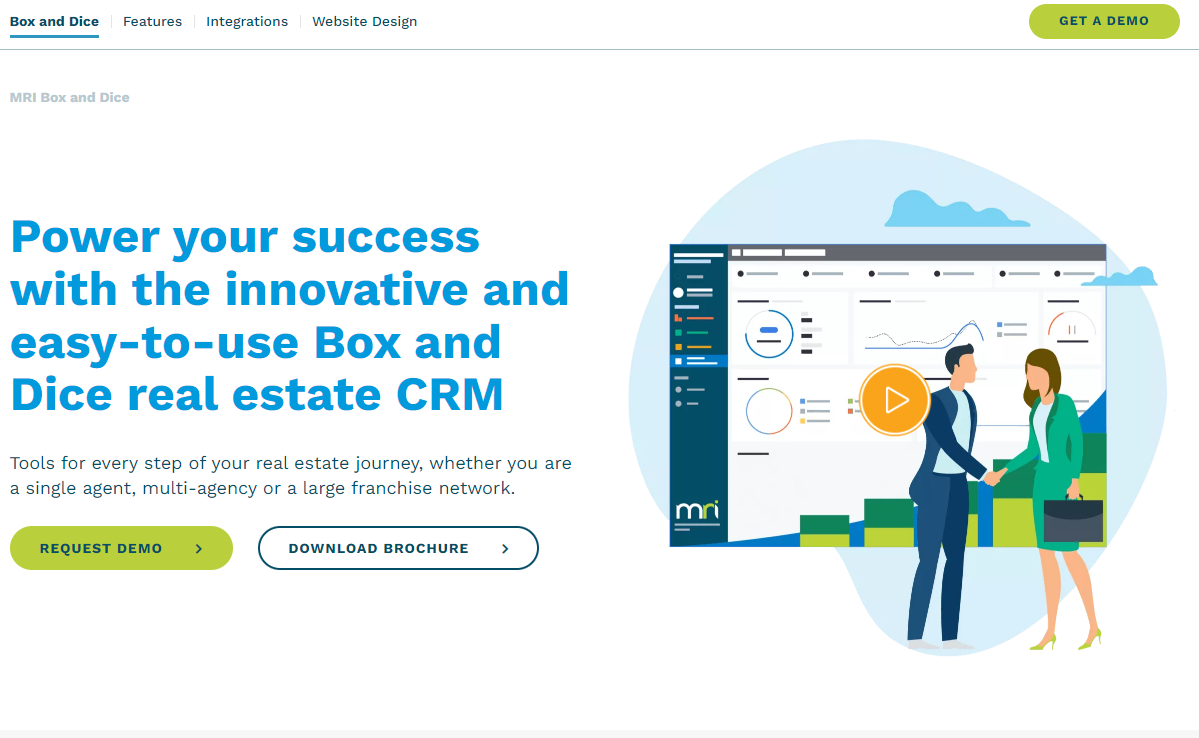 Box and Dice
Features
Integrations
Website Design
GET A DEMO
MRI Box and Dice
Power your success
with the innovative and
easy-to-use Box and
Dice real estate CRM
Tools for every step of your real estate journey, whether you are
a single agent, multi-agency or a large franchise network.
REQUEST DEMO
DOWNLOAD BROCHURE
mri